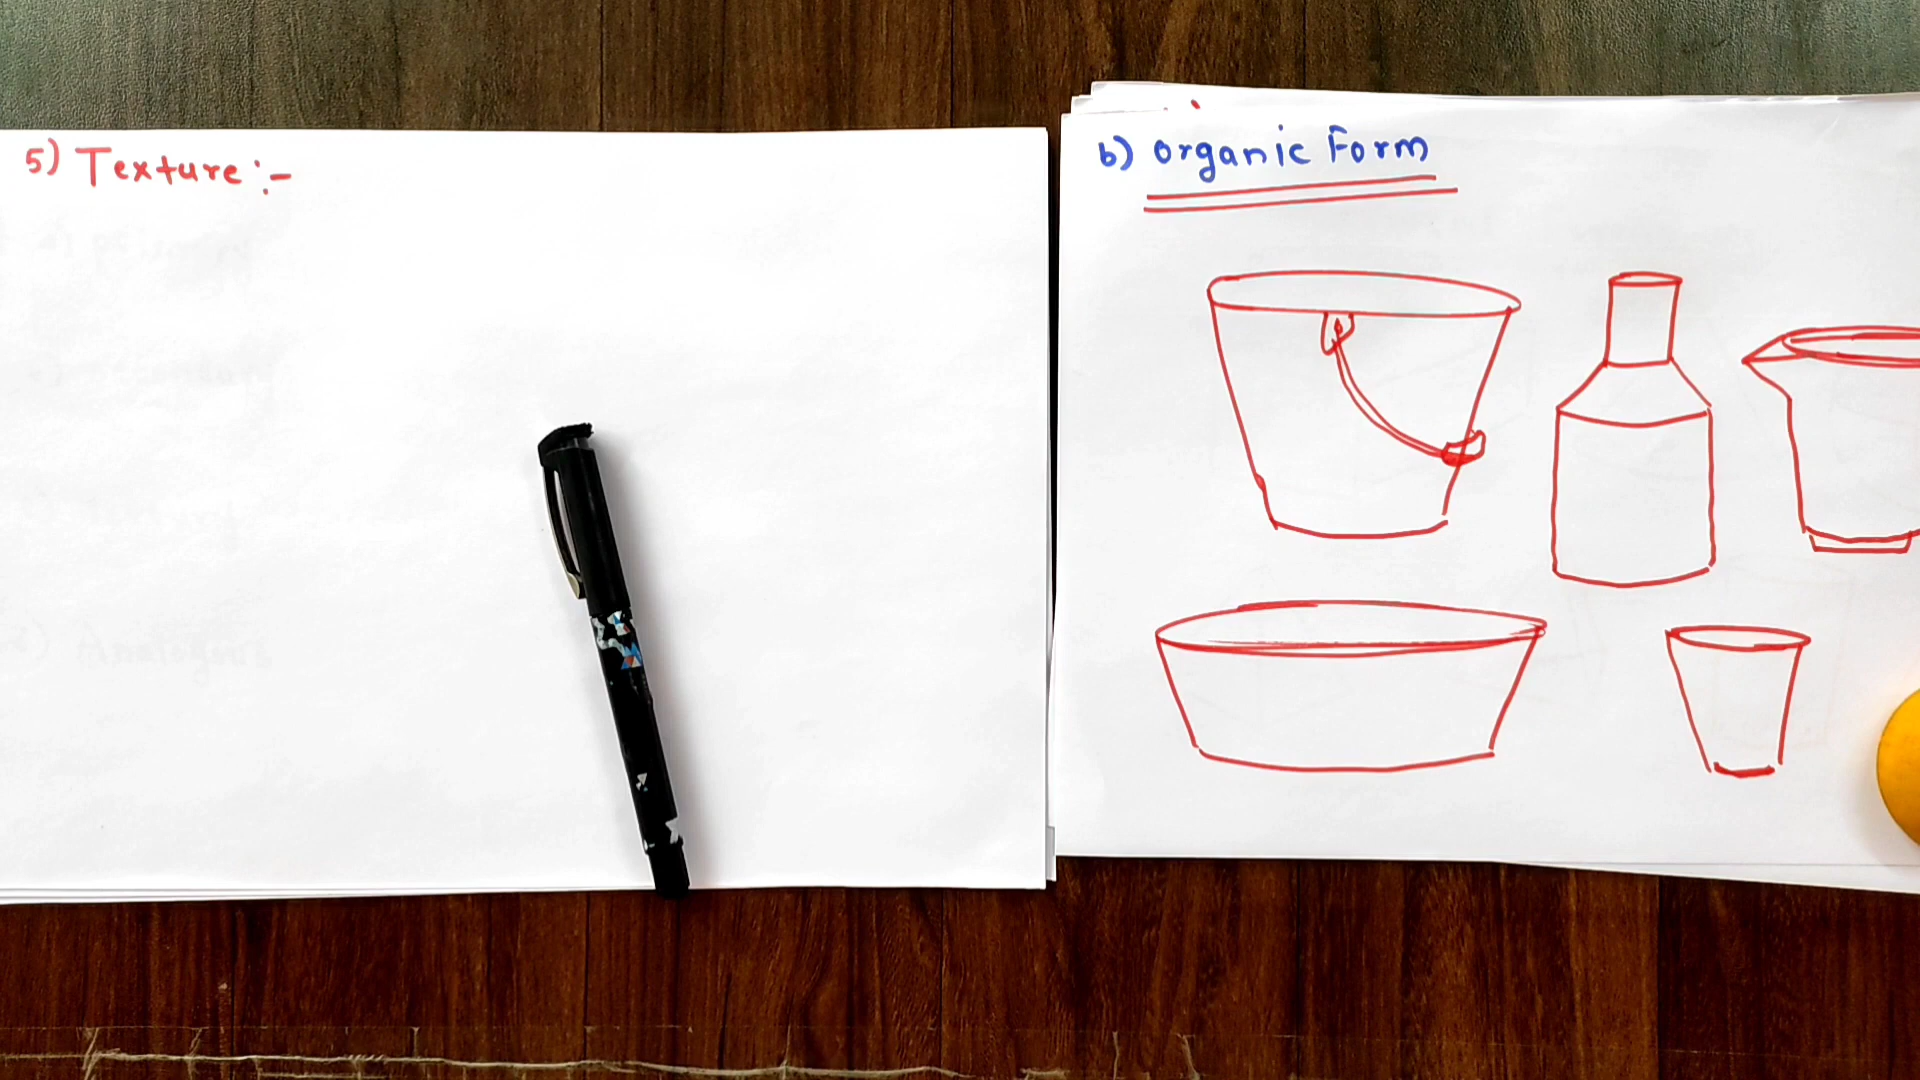 5) Texture :-
b) organic Form